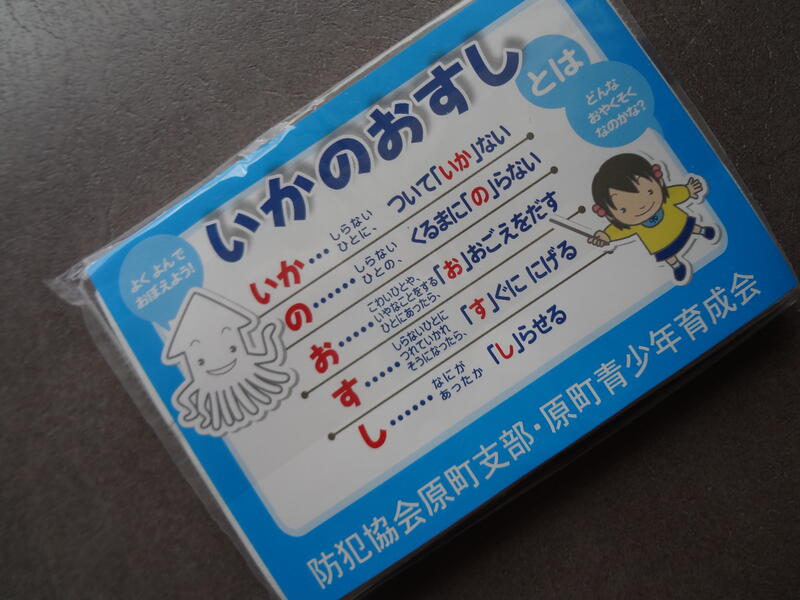 いかのおすし
とは
どんな
おやくそく
なのかな?
よくよんで
おぼえよう!
いか… しらない
ひとに、 ついて「いか」ない
の…… しらない
ひとの、 くるまに「の」らない
お…… こわいひとや、
いやなことをする
ひとにあったら、 「お」おごえをだす
す…… しらないひとに
つれていかれ
そうになったら、 「す」ぐに にげる
し…… なにが
あったか 「し」らせる
防犯協会原町支部・原町青少年育成会